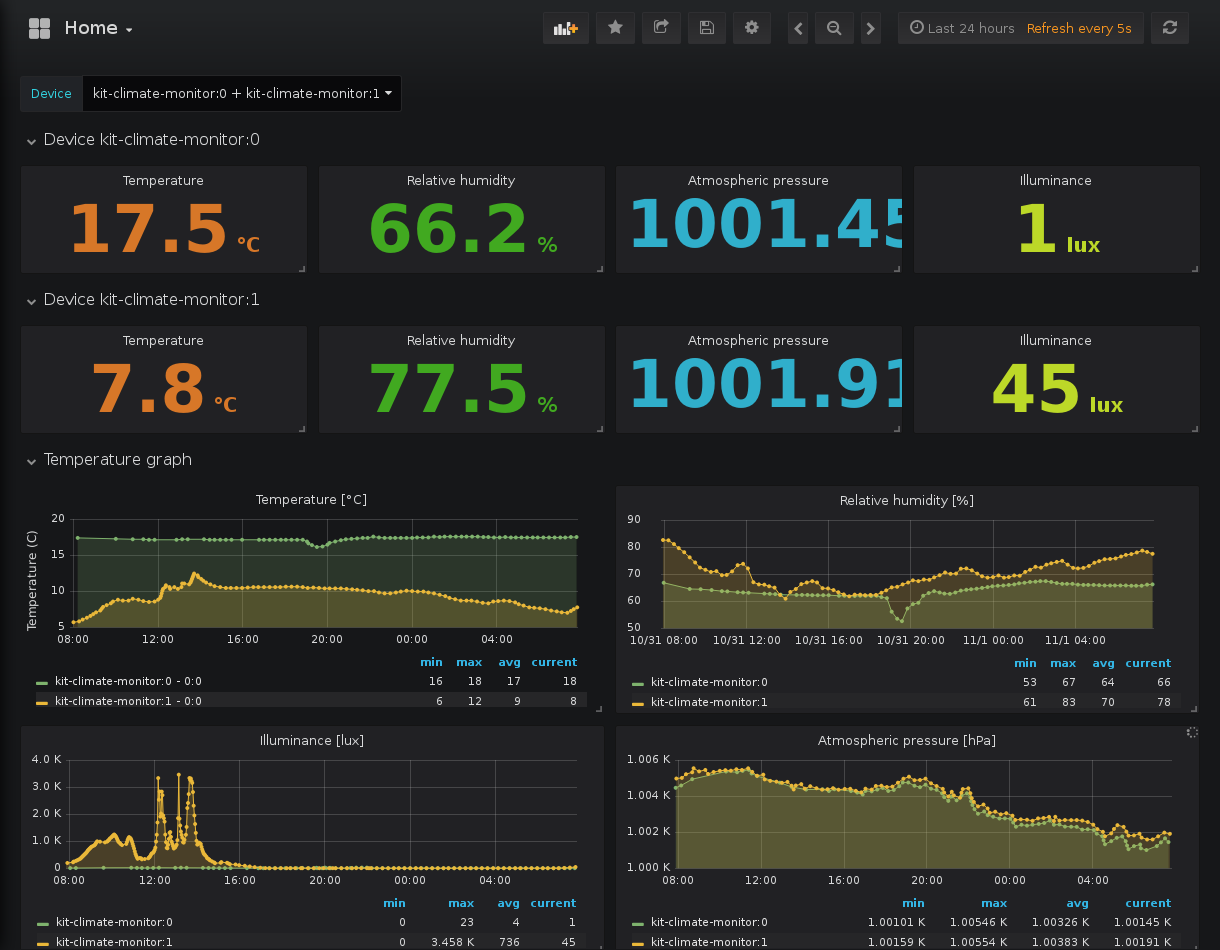 Home
Last 24 hours Refresh every 5s
Device kit-climate-monitor:0 + kit-climate-monitor:1
Device kit-climate-monitor:0
Temperature Relative humidity Atmospheric pressure Illuminance
17.5 °C 66.2 % 1001.45 1 lux
Device kit-climate-monitor:1
Temperature Relative humidity Atmospheric pressure Illuminance
7.8 °C 77.5 % 1001.91 45 lux
Temperature graph
Temperature [°C]
Temperature (C)
20
15
10
5
08:00 12:00 16:00 20:00 00:00 04:00
min max avg current
kit-climate-monitor:0 - 0:0 16 18 17 18
kit-climate-monitor:1 - 0:0 6 12 9 8
Relative humidity [%]
90
80
70
60
50
10/31 08:00 10/31 12:00 10/31 16:00 10/31 20:00 11/1 00:00 11/1 04:00
min max avg current
kit-climate-monitor:0 53 67 64 66
kit-climate-monitor:1 61 83 70 78
Illuminance [lux]
4.0 K
3.0 K
2.0 K
1.0 K
0
08:00 12:00 16:00 20:00 00:00 04:00
min max avg current
kit-climate-monitor:0 0 23 4 1
kit-climate-monitor:1 0 3.458 K 736 45
Atmospheric pressure [hPa]
1.006 K
1.004 K
1.002 K
1.000 K
08:00 12:00 16:00 20:00 00:00 04:00
min max avg current
kit-climate-monitor:0 1.00101 K 1.00546 K 1.00326 K 1.00145 K
kit-climate-monitor:1 1.00159 K 1.00554 K 1.00383 K 1.00191 K